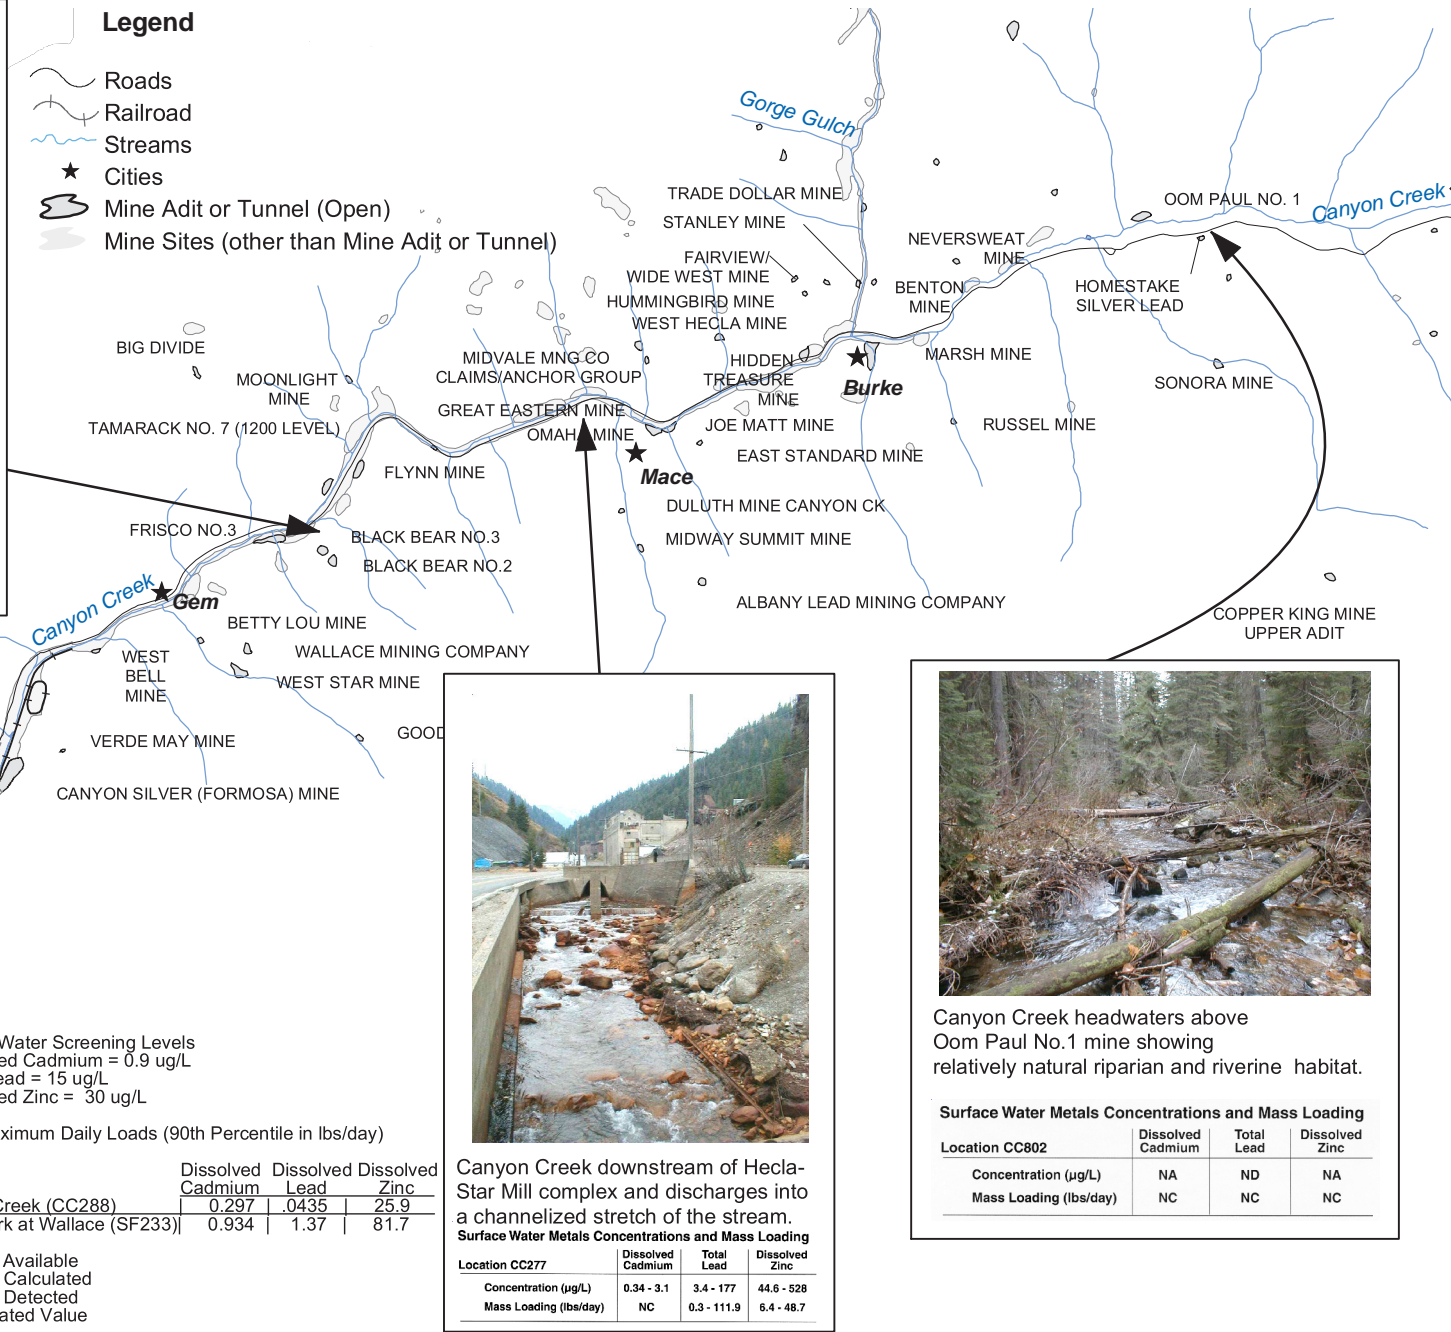 Legend
Roads
Railroad
Streams
Cities
Mine Adit or Tunnel (Open)
Mine Sites (other than Mine Adit or Tunnel)
Gorge Gulch
TRADE DOLLAR MINE
STANLEY MINE
FAIRVIEW/
WIDE WEST MINE
HUMMINGBIRD MINE
WEST HECLA MINE
OOM PAUL NO. 1
Canyon Creek
NEVERSWEAT
MINE
BENTON
MINE
HOMESTAKE
SILVER LEAD
BIG DIVIDE
MOONLIGHT
MINE
MIDVALE MNG CO
CLAIMS/ANCHOR GROUP
HIDDEN
TREASURE
MINE
Burke
MARSH MINE
SONORA MINE
TAMARACK NO. 7 (1200 LEVEL)
GREAT EASTERN MINE
OMAHA MINE
JOE MATT MINE
RUSSEL MINE
FLYNN MINE
Mace
EAST STANDARD MINE
DULUTH MINE CANYON CK
MIDWAY SUMMIT MINE
FRISCO NO.3
BLACK BEAR NO.3
BLACK BEAR NO.2
Canyon Creek
Gem
ALBANY LEAD MINING COMPANY
COPPER KING MINE
UPPER ADIT
BETTY LOU MINE
WALLACE MINING COMPANY
WEST
BELL
MINE
WEST STAR MINE
GOOD
VERDE MAY MINE
CANYON SILVER (FORMOSA) MINE
Water Screening Levels
ed Cadmium = 0.9 ug/L
ead = 15 ug/L
ed Zinc = 30 ug/L
ximum Daily Loads (90th Percentile in lbs/day)
Dissolved Dissolved Dissolved
Cadmium Lead Zinc
Creek (CC288) 0.297 .0435 25.9
rk at Wallace (SF233) 0.934 1.37 81.7
Available
Calculated
Detected
ated Value
Canyon Creek downstream of Hecla-
Star Mill complex and discharges into
a channelized stretch of the stream.
Surface Water Metals Concentrations and Mass Loading
Location CC277 Dissolved Cadmium Total Lead Dissolved Zinc
Concentration (µg/L) 0.34 - 3.1 3.4 - 177 44.6 - 528
Mass Loading (lbs/day) NC 0.3 - 111.9 6.4 - 48.7
Canyon Creek headwaters above
Oom Paul No.1 mine showing
relatively natural riparian and riverine habitat.
Surface Water Metals Concentrations and Mass Loading
Location CC802 Dissolved Cadmium Total Lead Dissolved Zinc
Concentration (µg/L) NA ND NA
Mass Loading (lbs/day) NC NC NC